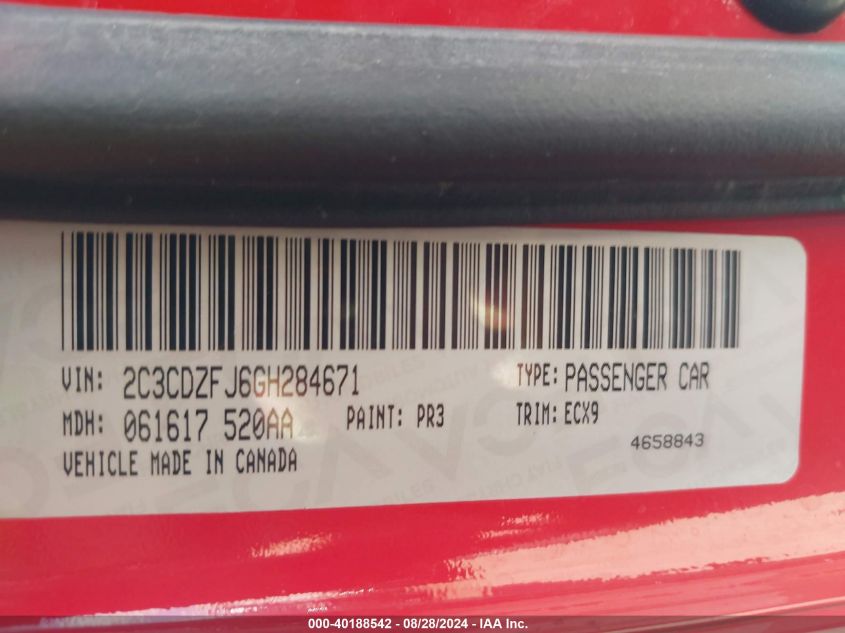 VIN: 2C3CDZFJ6GH284671 TYPE: PASSENGER CAR
MDH: 061617 520AA PAINT: PR3 TRIM: ECX9
4658843
VEHICLE MADE IN CANADA
000-40188542 - 08/28/2024 - IAA Inc.